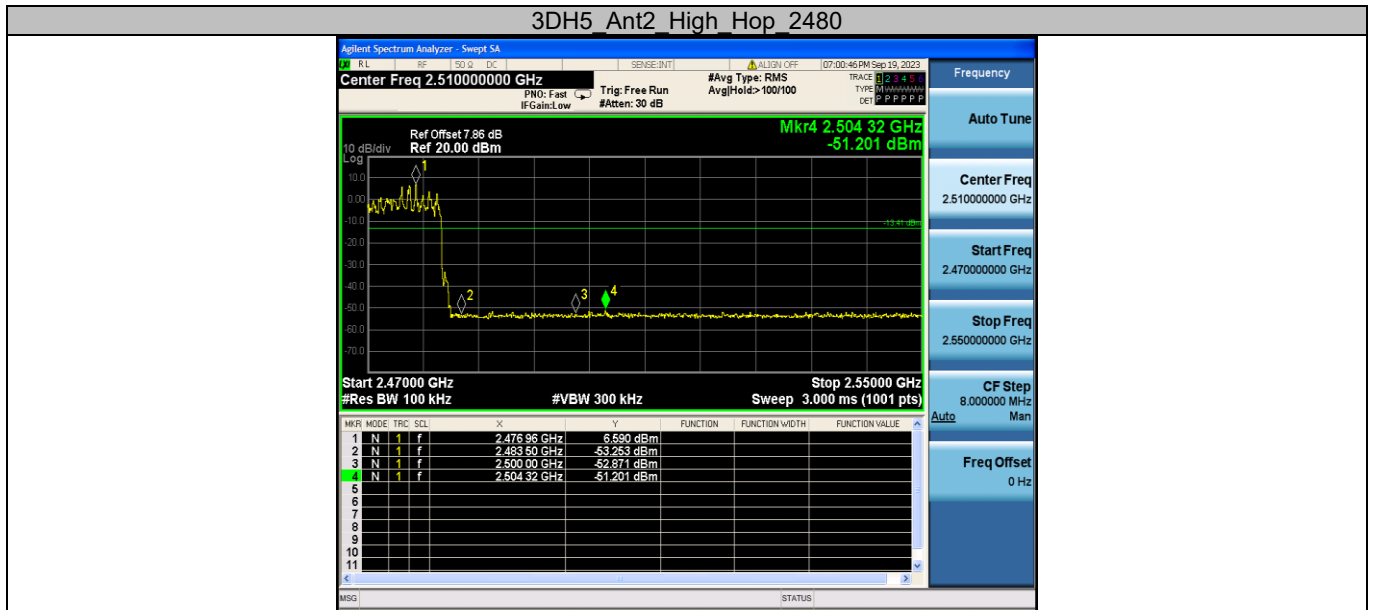 3DH5_Ant2_High_Hop_2480
Agilent Spectrum Analyzer - Swept SA
RL RF 50 Ω DC SENSE:INT ALIGN OFF 07:00:46 PM Sep 19, 2023
Center Freq 2.510000000 GHz
PNO: Fast
IFGain:Low
Trig: Free Run
#Atten: 30 dB
#Avg Type: RMS
Avg|Hold:> 100/100
TRACE 1 2 3 4 5 6
TYPE M
DET P P P P P P
Mkr4 2.504 32 GHz
-51.201 dBm
Ref Offset 7.86 dB
10 dB/div Ref 20.00 dBm
Log
10.0
0.00
-10.0
-20.0
-30.0
-40.0
-50.0
-60.0
-70.0
1
2
3
4
-13.41 dBm
Start 2.47000 GHz Stop 2.55000 GHz
#Res BW 100 kHz #VBW 300 kHz Sweep 3.000 ms (1001 pts)
MKR MODE TRC SCL X Y FUNCTION FUNCTION WIDTH FUNCTION VALUE
1 N 1 f 2.476 96 GHz 6.590 dBm
2 N 1 f 2.483 50 GHz -53.253 dBm
3 N 1 f 2.500 00 GHz -52.871 dBm
4 N 1 f 2.504 32 GHz -51.201 dBm
5
6
7
8
9
10
11
MSG STATUS
Frequency
Auto Tune
Center Freq
2.510000000 GHz
Start Freq
2.470000000 GHz
Stop Freq
2.550000000 GHz
CF Step
8.000000 MHz
Auto Man
Freq Offset
0 Hz